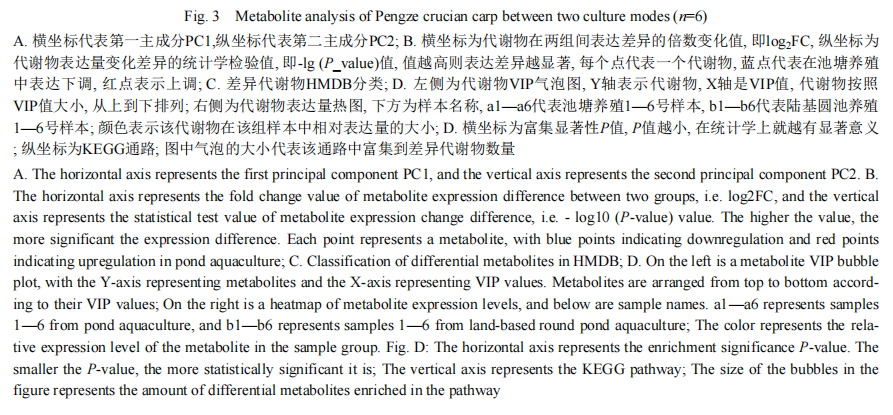 Fig. 3 Metabolite analysis of Pengze crucian carp between two culture modes (n=6)
A. 横坐标代表第一主成分PC1,纵坐标代表第二主成分PC2; B. 横坐标为代谢物在两组间表达差异的倍数变化值, 即log₂FC, 纵坐标为
代谢物表达量变化差异的统计学检验值, 即-lg (P_value)值, 值越高则表达差异越显著, 每个点代表一个代谢物, 蓝点代表在池塘养殖
中表达下调, 红点表示上调; C. 差异代谢物HMDB分类; D. 左侧为代谢物VIP气泡图, Y轴表示代谢物, X轴是VIP值, 代谢物按照
VIP值大小, 从上到下排列; 右侧为代谢物表达量热图, 下方为样本名称, a1—a6代表池塘养殖1—6号样本, b1—b6代表陆基圆池养殖
1—6号样本; 颜色表示该代谢物在该组样本中相对表达量的大小; D. 横坐标为富集显著性P值, P值越小, 在统计学上就越有显著意义
; 纵坐标为KEGG通路; 图中气泡的大小代表该通路中富集到差异代谢物数量
A. The horizontal axis represents the first principal component PC1, and the vertical axis represents the second principal component PC2. B.
The horizontal axis represents the fold change value of metabolite expression difference between two groups, i.e. log2FC, and the vertical
axis represents the statistical test value of metabolite expression change difference, i.e. - log10 (P-value) value. The higher the value, the
more significant the expression difference. Each point represents a metabolite, with blue points indicating downregulation and red points
indicating upregulation in pond aquaculture; C. Classification of differential metabolites in HMDB; D. On the left is a metabolite VIP bubble
plot, with the Y-axis representing metabolites and the X-axis representing VIP values. Metabolites are arranged from top to bottom accord-
ing to their VIP values; On the right is a heatmap of metabolite expression levels, and below are sample names. a1—a6 represents samples
1—6 from pond aquaculture, and b1—b6 represents samples 1—6 from land-based round pond aquaculture; The color represents the rela-
tive expression level of the metabolite in the sample group. Fig. D: The horizontal axis represents the enrichment significance P-value. The
smaller the P-value, the more statistically significant it is; The vertical axis represents the KEGG pathway; The size of the bubbles in the
figure represents the amount of differential metabolites enriched in the pathway